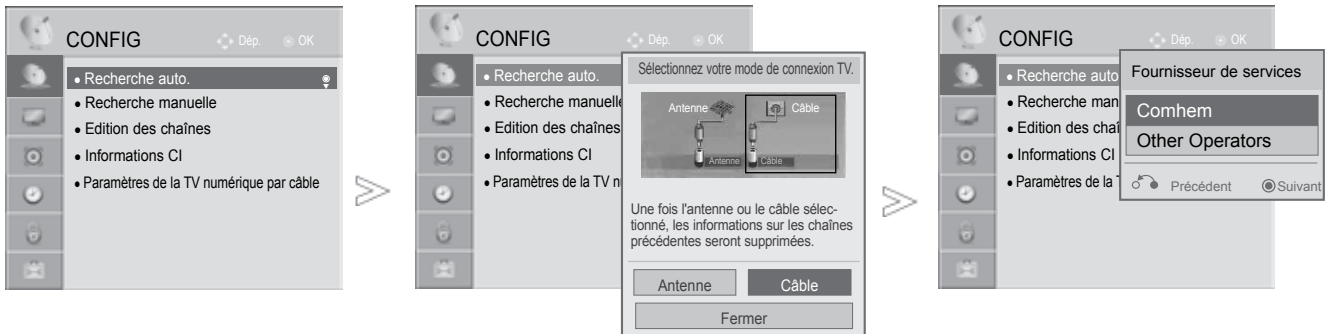 CONFIG
Dép. OK
• Recherche auto.
• Recherche manuelle
• Edition des chaînes
• Informations CI
• Paramètres de la TV numérique par câble
CONFIG
Dép. OK
• Recherche auto.
• Recherche manuelle
• Edition des chaînes
• Informations CI
• Paramètres de la TV n
Sélectionnez votre mode de connexion TV.
Antenne Câble
Antenne Câble
Une fois l'antenne ou le câble sélec-
tionné, les informations sur les chaînes
précédentes seront supprimées.
Antenne Câble
Fermer
CONFIG
Dép. OK
• Recherche auto
• Recherche man
• Edition des chaî
• Informations CI
• Paramètres de la T
Fournisseur de services
Comhem
Other Operators
Précédent Suivant